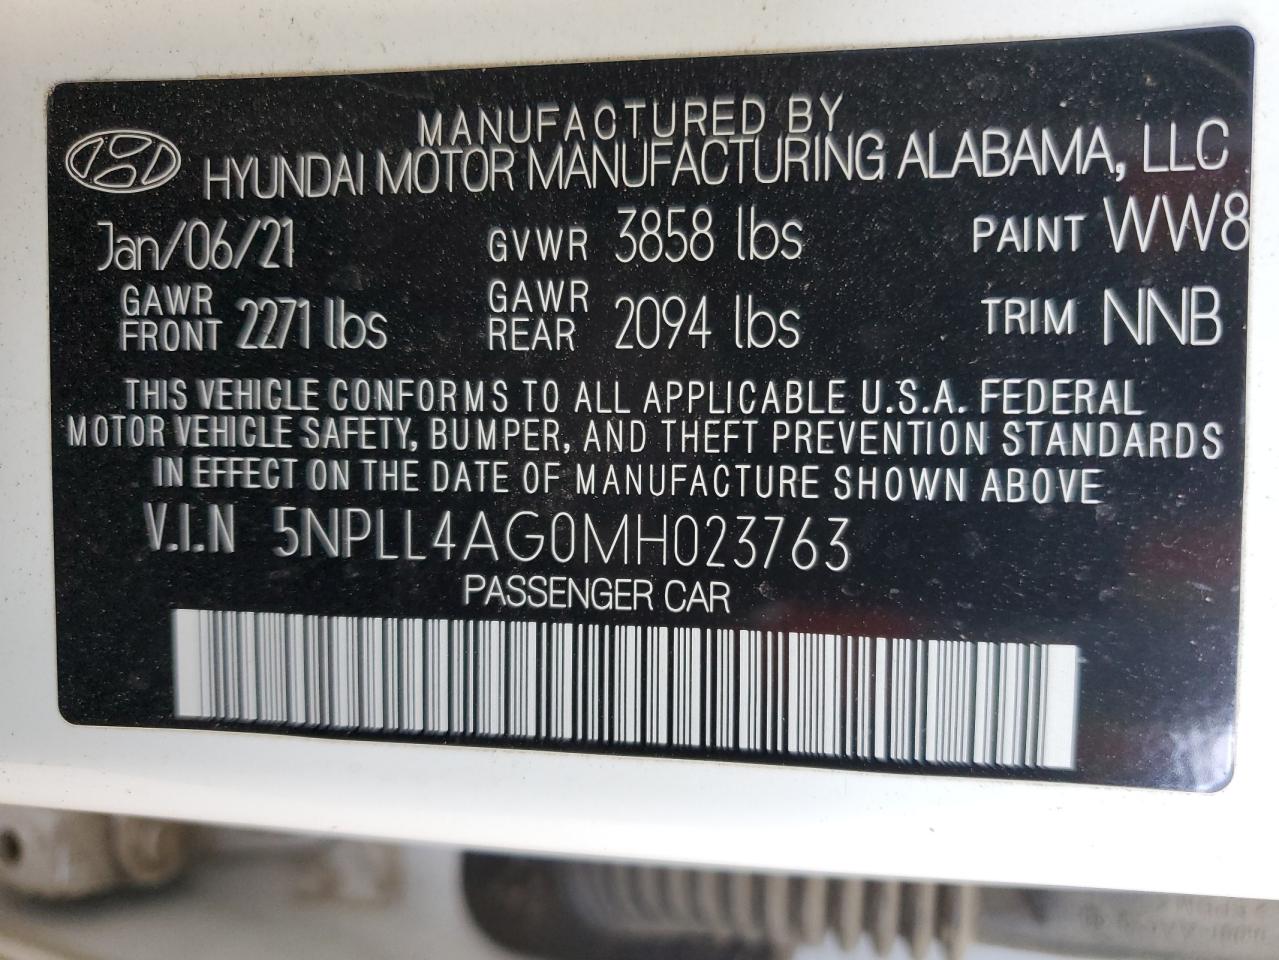 MANUFACTURED BY
HYUNDAI MOTOR MANUFACTURING ALABAMA, LLC
Jan/06/21 GVWR 3858 lbs PAINT WW8
GAWR FRONT 2271 lbs GAWR REAR 2094 lbs TRIM NNB
THIS VEHICLE CONFORMS TO ALL APPLICABLE U.S.A. FEDERAL
MOTOR VEHICLE SAFETY, BUMPER, AND THEFT PREVENTION STANDARDS
IN EFFECT ON THE DATE OF MANUFACTURE SHOWN ABOVE
V.I.N 5NPLL4AG0MH023763
PASSENGER CAR